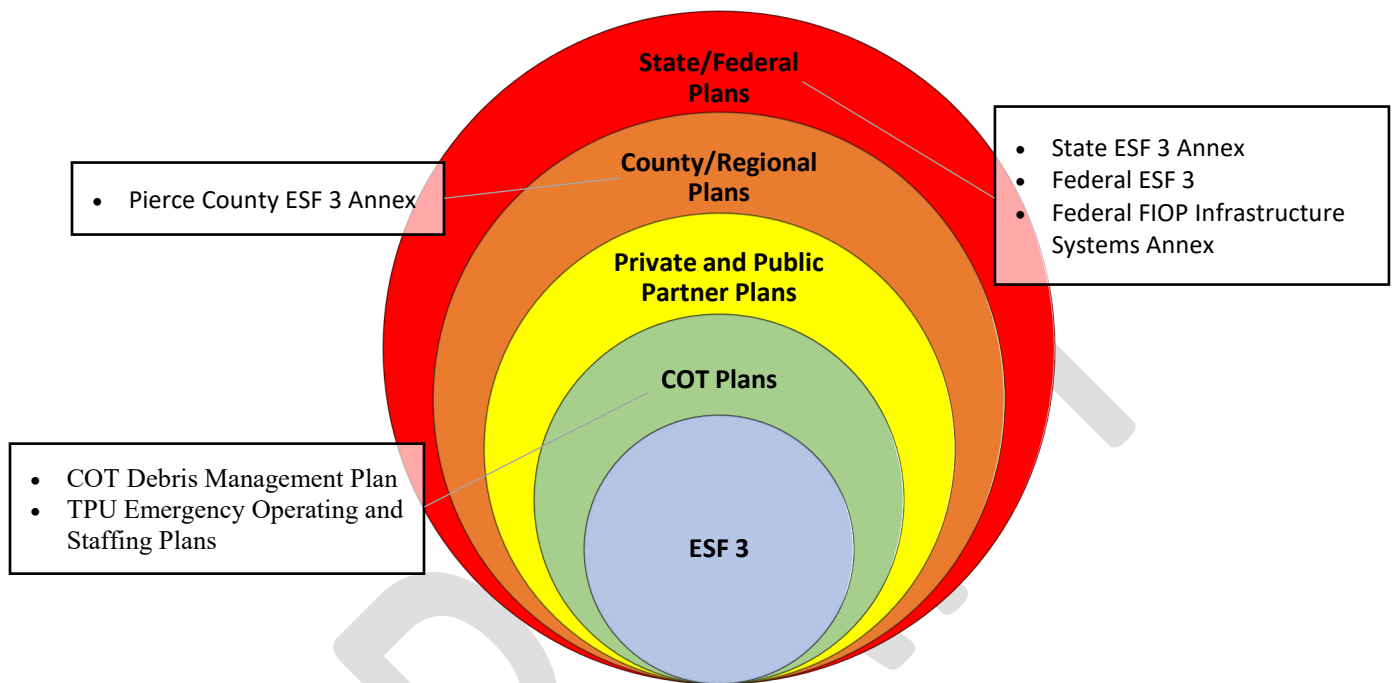 State/Federal
Plans
County/Regional
Plans
Private and Public
Partner Plans
COT Plans
ESF 3
• Pierce County ESF 3 Annex
• State ESF 3 Annex
• Federal ESF 3
• Federal FIOP Infrastructure
Systems Annex
• COT Debris Management Plan
• TPU Emergency Operating and
Staffing Plans